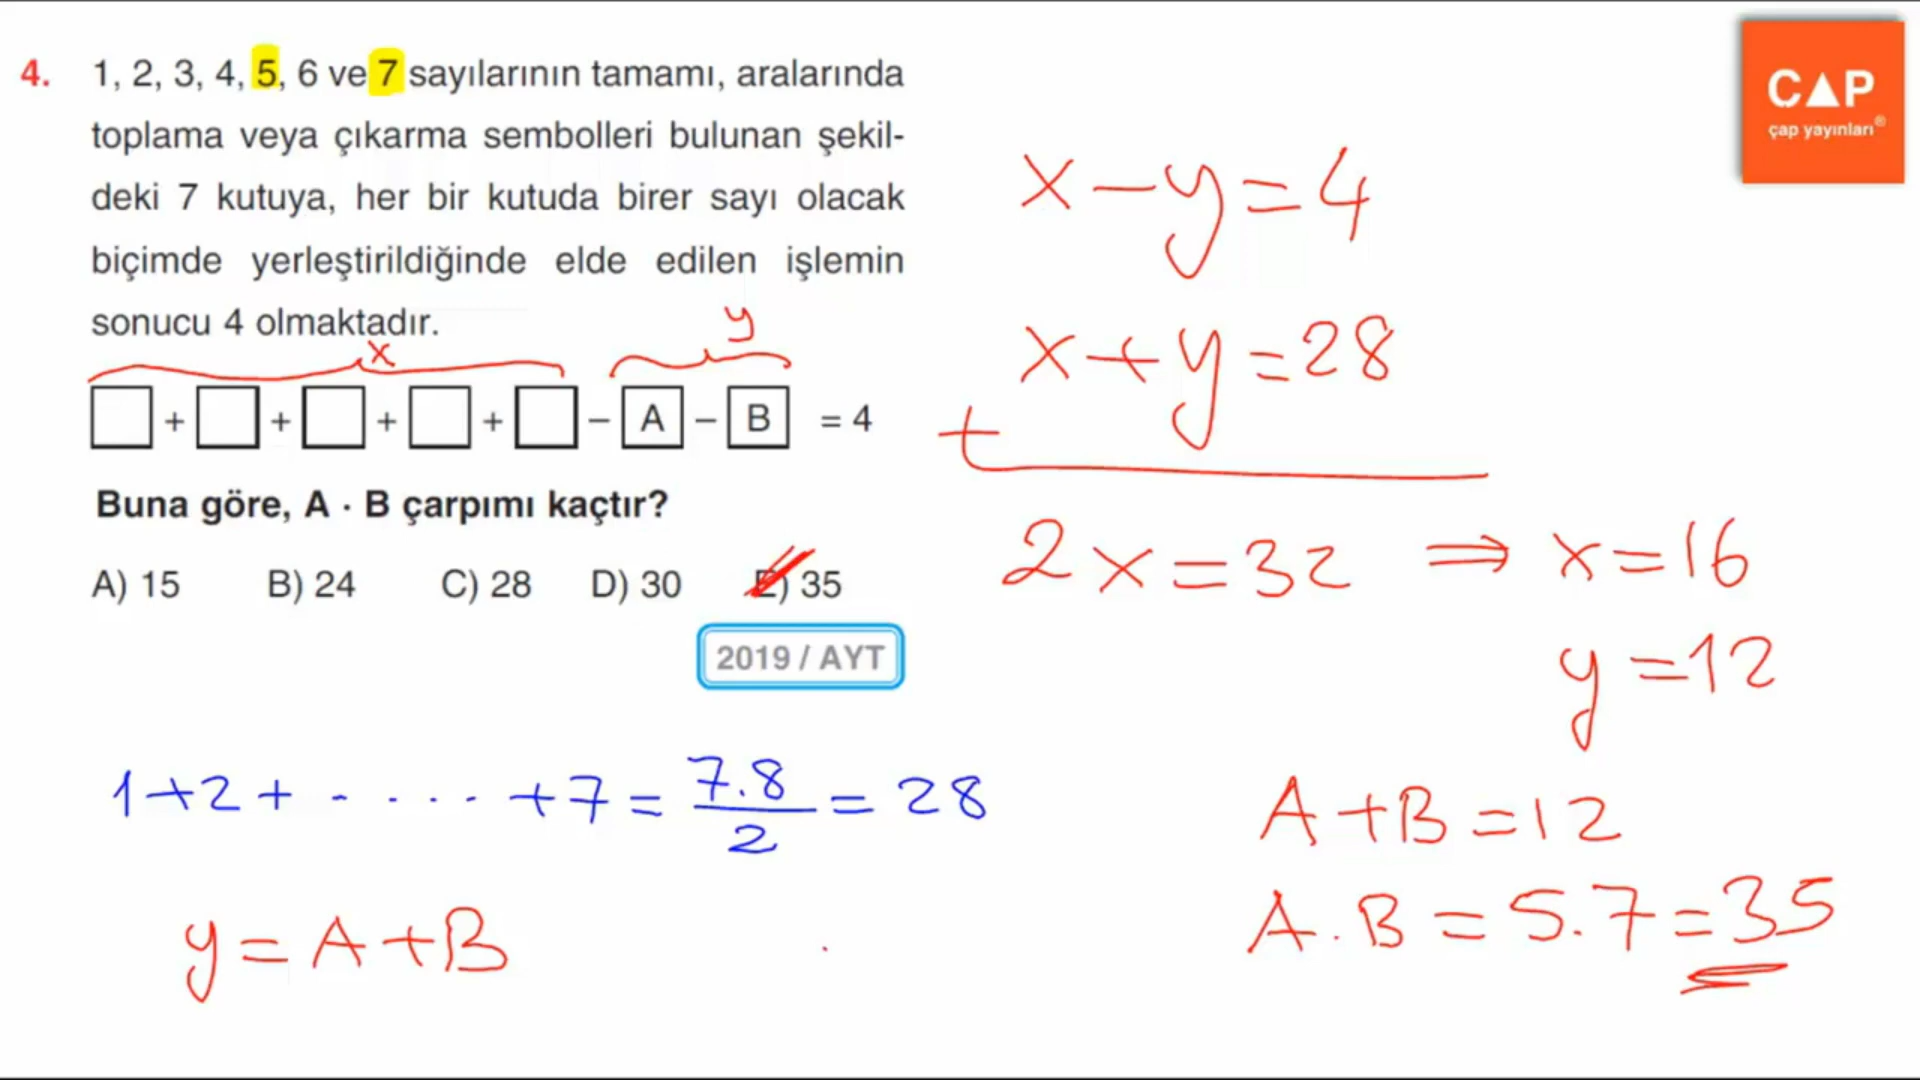 4. 1, 2, 3, 4, 5, 6 ve 7 sayılarının tamamı, aralarında
toplama veya çıkarma sembolleri bulunan şekil-
deki 7 kutuya, her bir kutuda birer sayı olacak
biçimde yerleştirildiğinde elde edilen işlemin
sonucu 4 olmaktadır.
x y
+ + + + − A − B = 4
Buna göre, A · B çarpımı kaçtır?
A) 15 B) 24 C) 28 D) 30 E) 35
2019 / AYT
1+2+ . . . . . +7 = 7.8/2 = 28
y = A+B
CAP
çap yayınları®
x−y=4
x+y=28
+
2x=32 ⇒ x=16
y=12
A+B=12
A.B=5.7=35